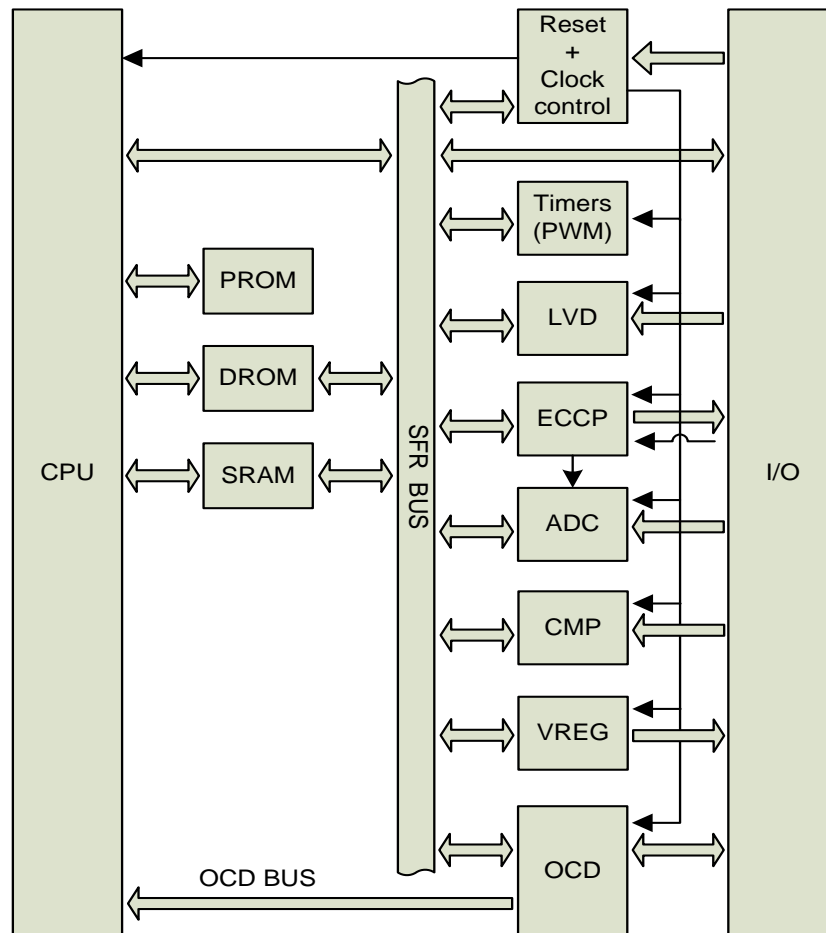 Reset
+
Clock
control
Timers
(PWM)
PROM
LVD
DROM
ECCP
CPU
SRAM
SFR BUS
I/O
ADC
CMP
VREG
OCD BUS
OCD